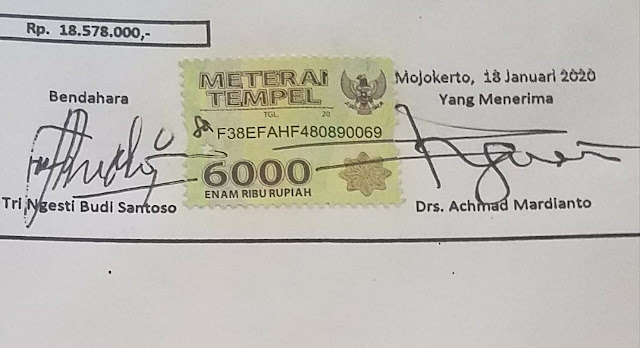 Rp. 18.578.000,-
Mojokerto, 18 Januari 2020
Bendahara
Yang Menerima
METERAI
TEMPEL
TGL. 20
F38EFAHF480890069
6000
ENAM RIBU RUPIAH
Tri Ngesti Budi Santoso
Drs. Achmad Mardianto